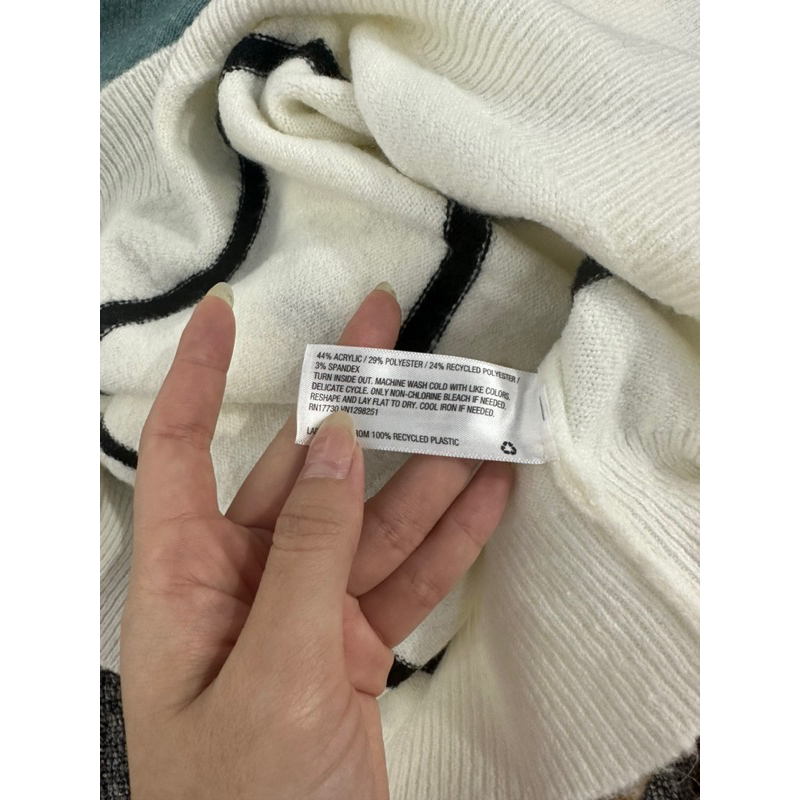 44% ACRYLIC / 29% POLYESTER / 24% RECYCLED POLYESTER /
3% SPANDEX
TURN INSIDE OUT. MACHINE WASH COLD WITH LIKE COLORS.
DELICATE CYCLE. ONLY NON-CHLORINE BLEACH IF NEEDED.
RESHAPE AND LAY FLAT TO DRY. COOL IRON IF NEEDED.
RN17730 VN1298251
100% RECYCLED PLASTIC